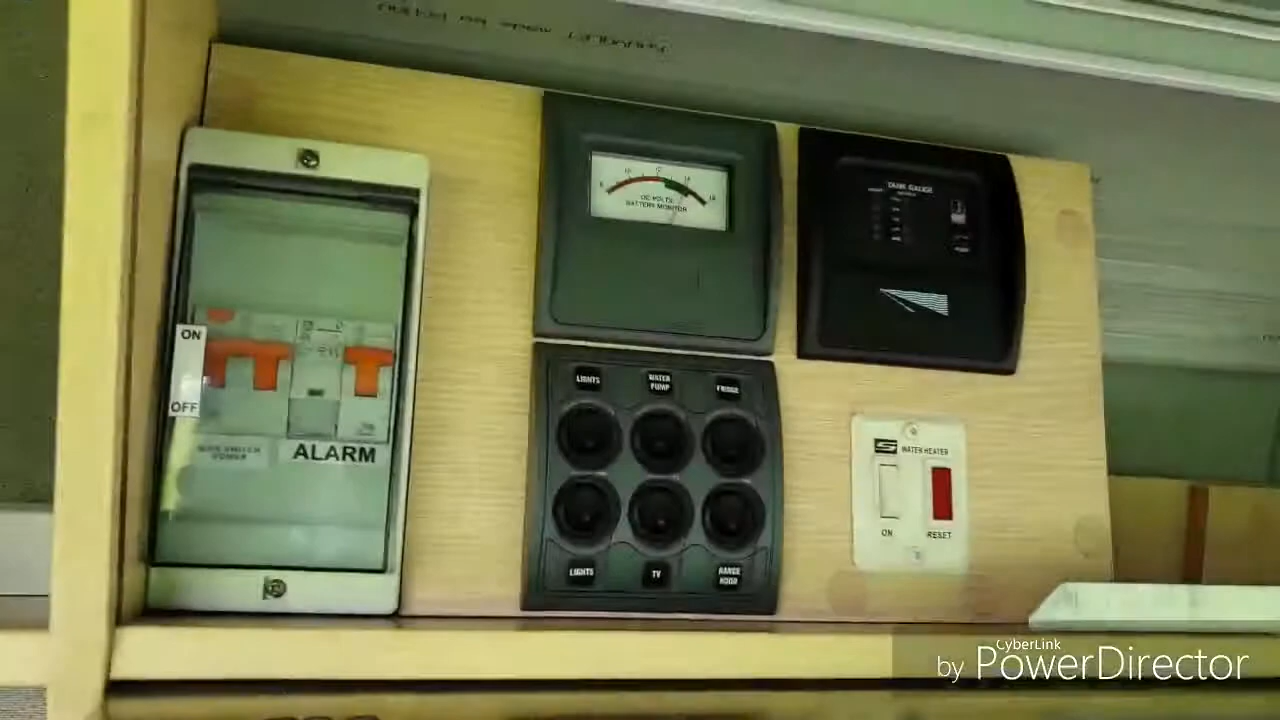 ON
OFF
ALARM
DC VOLTS
BATTERY MONITOR
TANK GAUGE
LIGHTS
WATER
PUMP
FRIDGE
LIGHTS
TV
RANGE
HOOD
WATER HEATER
ON
RESET
CyberLink
by PowerDirector